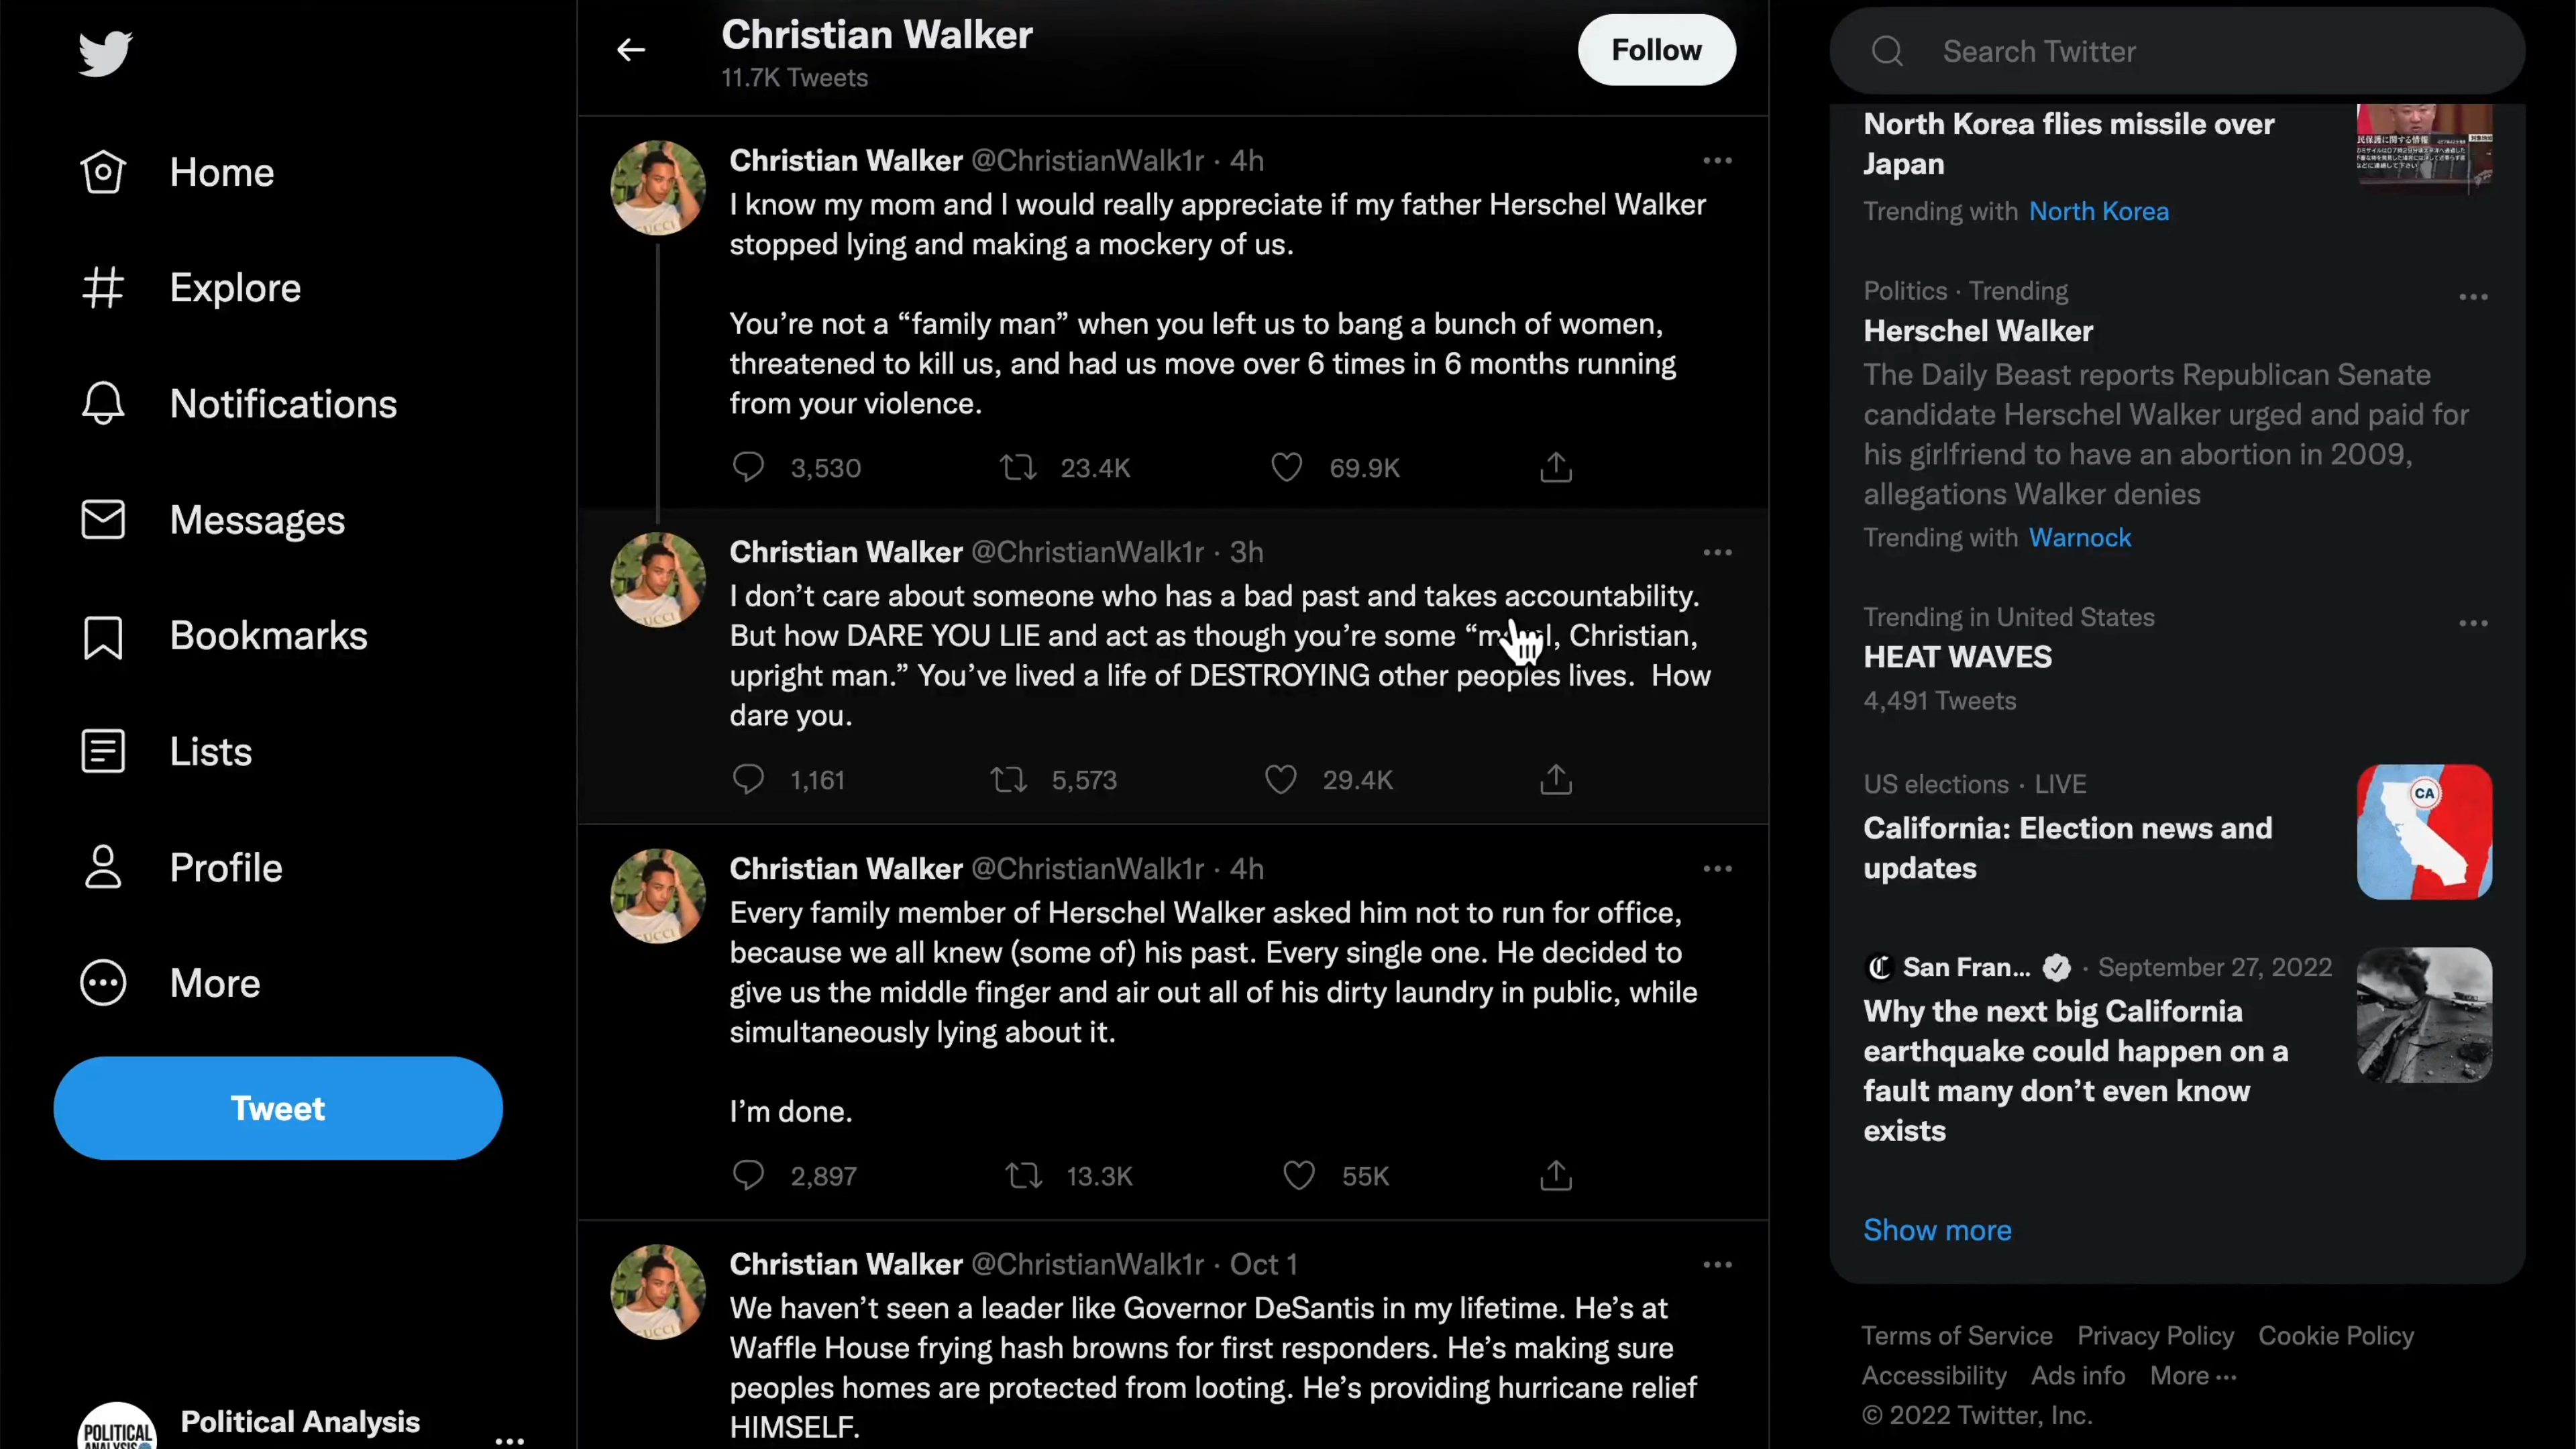 Home
Explore
Notifications
Messages
Bookmarks
Lists
Profile
More
Tweet
POLITICAL
Political Analysis
Christian Walker
11.7K Tweets
Follow
Christian Walker @ChristianWalk1r · 4h
I know my mom and I would really appreciate if my father Herschel Walker
stopped lying and making a mockery of us.
You’re not a “family man” when you left us to bang a bunch of women,
threatened to kill us, and had us move over 6 times in 6 months running
from your violence.
3,530 23.4K 69.9K
Christian Walker @ChristianWalk1r · 3h
I don’t care about someone who has a bad past and takes accountability.
But how DARE YOU LIE and act as though you’re some Christian,
upright man.” You’ve lived a life of DESTROYING other peoples lives. How
dare you.
1,161 5,573 29.4K
Christian Walker @ChristianWalk1r · 4h
Every family member of Herschel Walker asked him not to run for office,
because we all knew (some of) his past. Every single one. He decided to
give us the middle finger and air out all of his dirty laundry in public, while
simultaneously lying about it.
I’m done.
2,897 13.3K 55K
Christian Walker @ChristianWalk1r · Oct 1
We haven’t seen a leader like Governor DeSantis in my lifetime. He’s at
Waffle House frying hash browns for first responders. He’s making sure
peoples homes are protected from looting. He’s providing hurricane relief
HIMSELF.
Search Twitter
North Korea flies missile over
Japan
Trending with North Korea
Politics · Trending
Herschel Walker
The Daily Beast reports Republican Senate
candidate Herschel Walker urged and paid for
his girlfriend to have an abortion in 2009,
allegations Walker denies
Trending with Warnock
Trending in United States
HEAT WAVES
4,491 Tweets
US elections · LIVE
California: Election news and
updates
CA
San Fran... · September 27, 2022
Why the next big California
earthquake could happen on a
fault many don’t even know
exists
Show more
Terms of Service Privacy Policy Cookie Policy
Accessibility Ads info More ···
© 2022 Twitter, Inc.